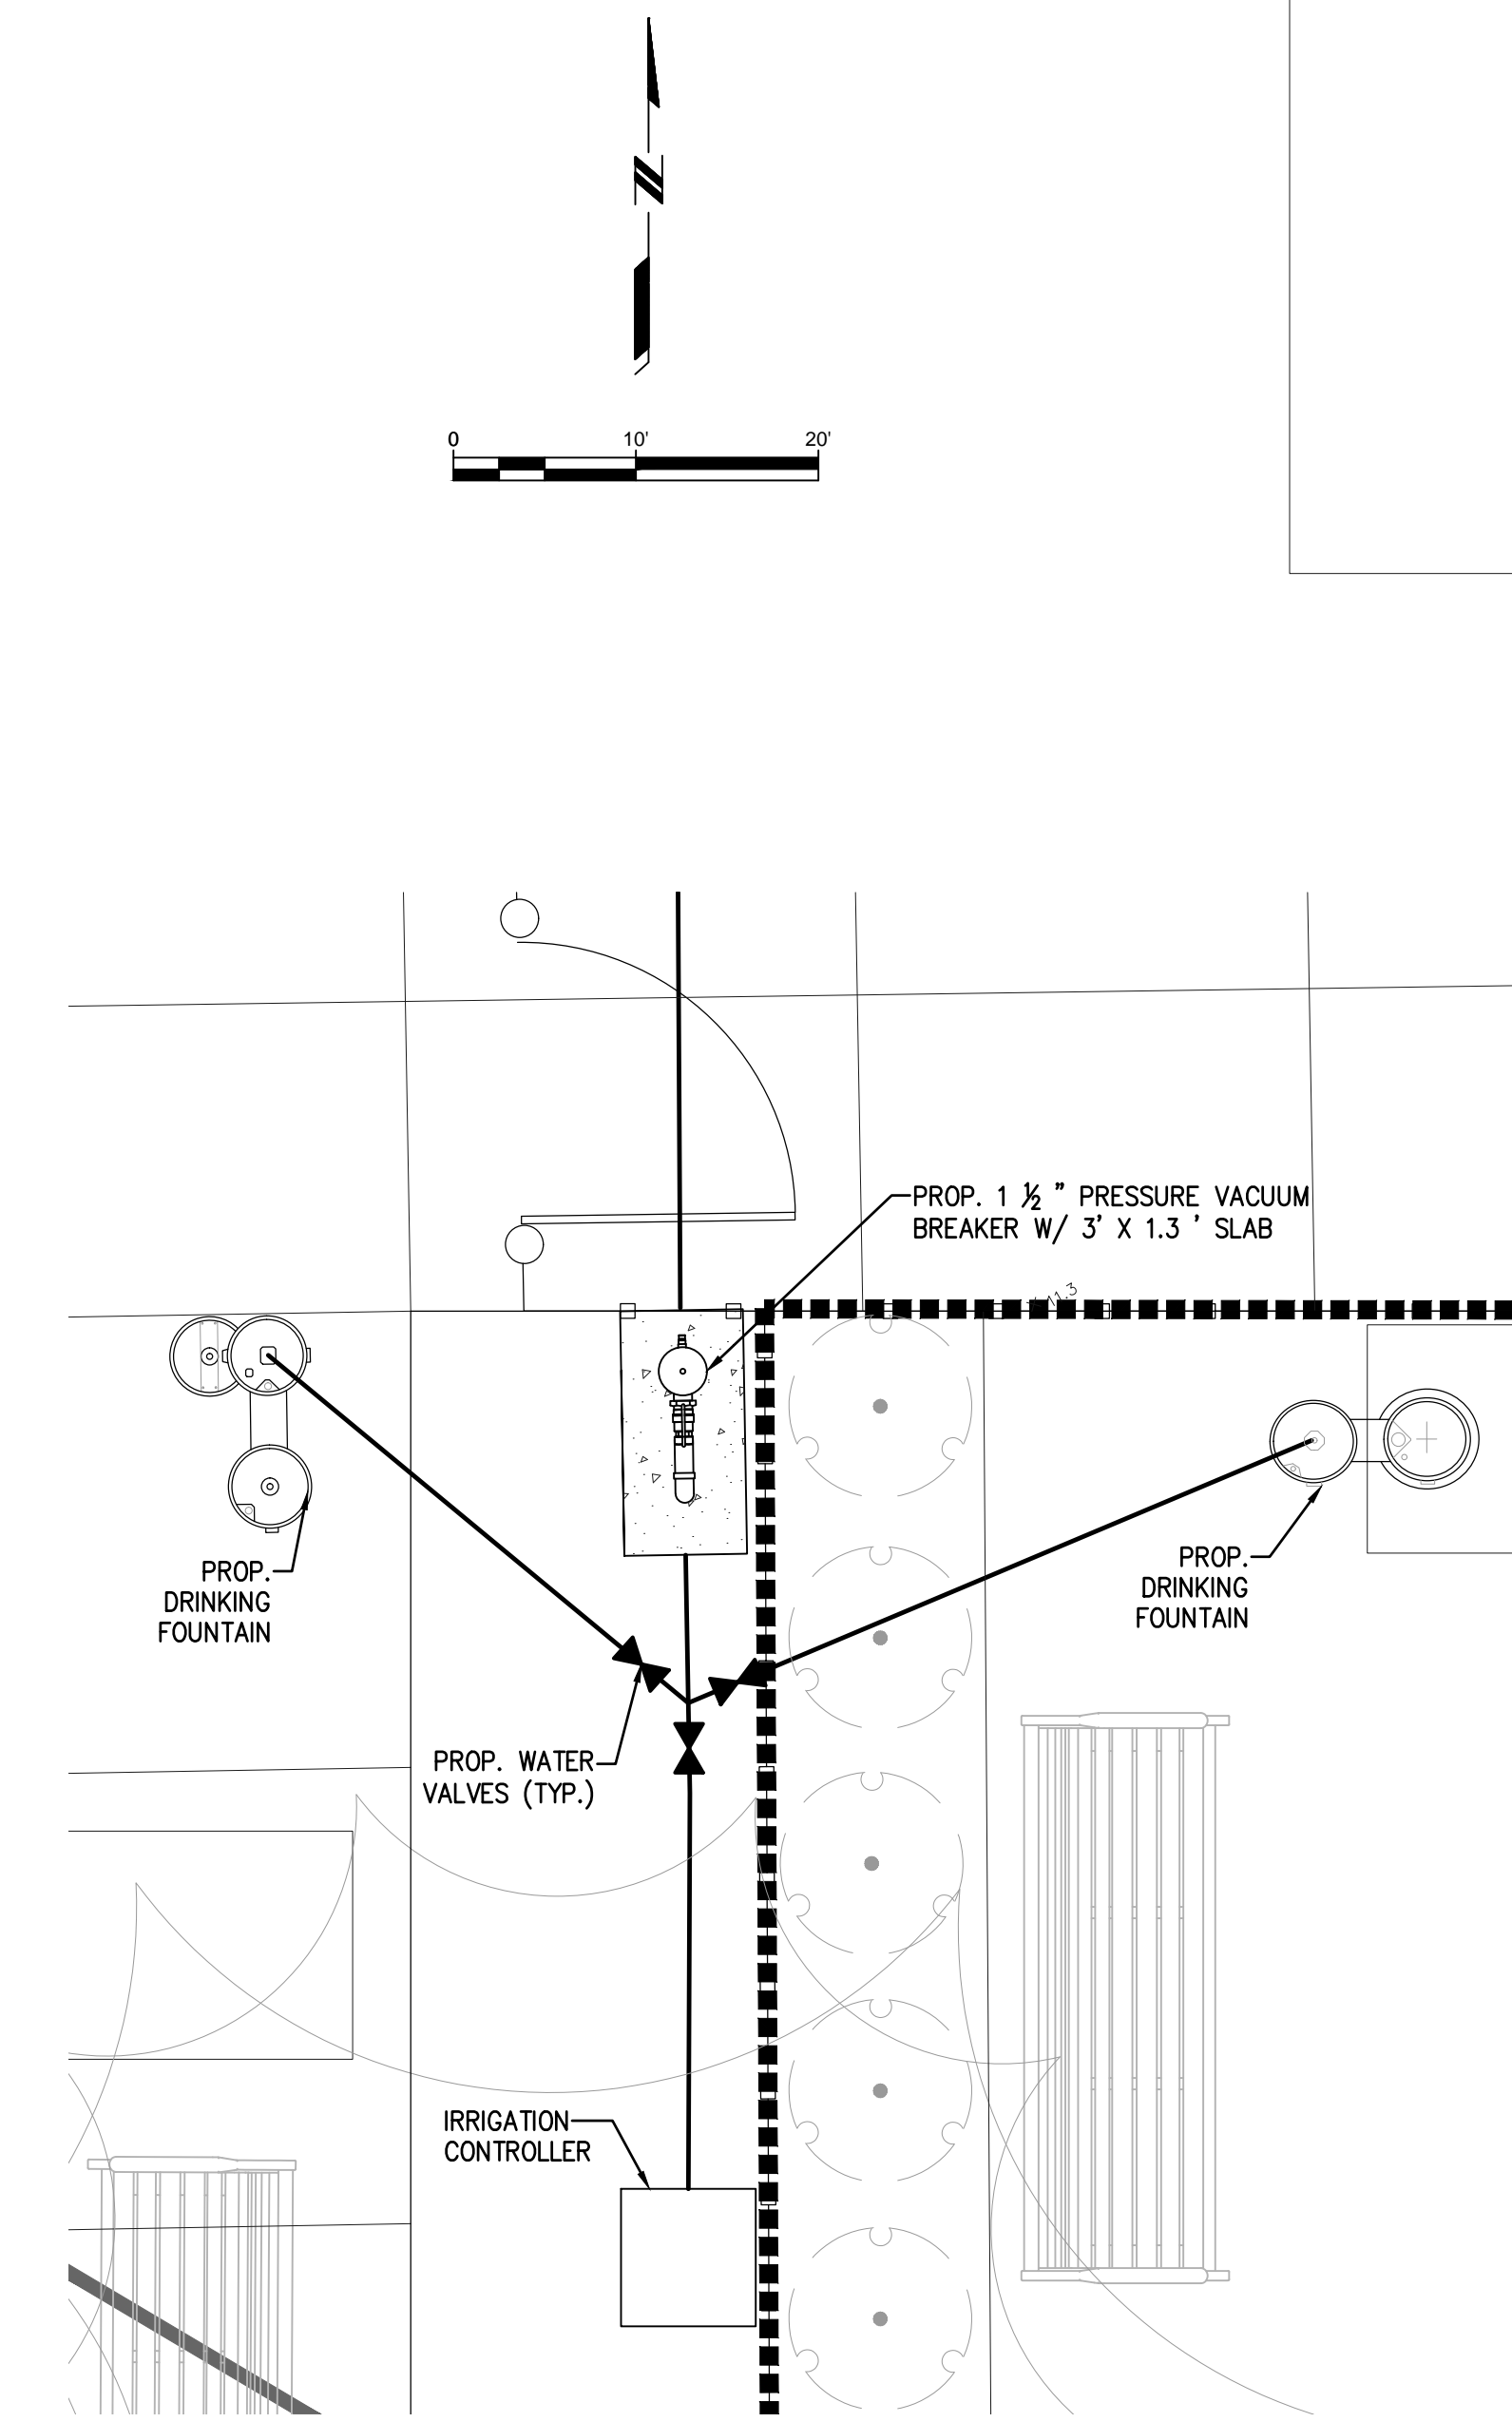 N
0 10' 20'
PROP. 1 ½ " PRESSURE VACUUM
BREAKER W/ 3' X 1.3 ' SLAB
PROP.
DRINKING
FOUNTAIN
PROP.
DRINKING
FOUNTAIN
PROP. WATER
VALVES (TYP.)
IRRIGATION
CONTROLLER